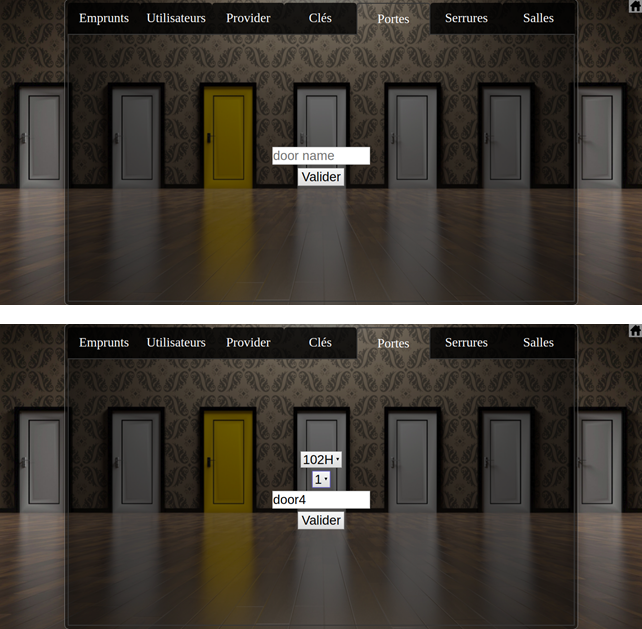 Emprunts Utilisateurs Provider Clés Portes Serrures Salles
door name
Valider
Emprunts Utilisateurs Provider Clés Portes Serrures Salles
102H
1
door4
Valider